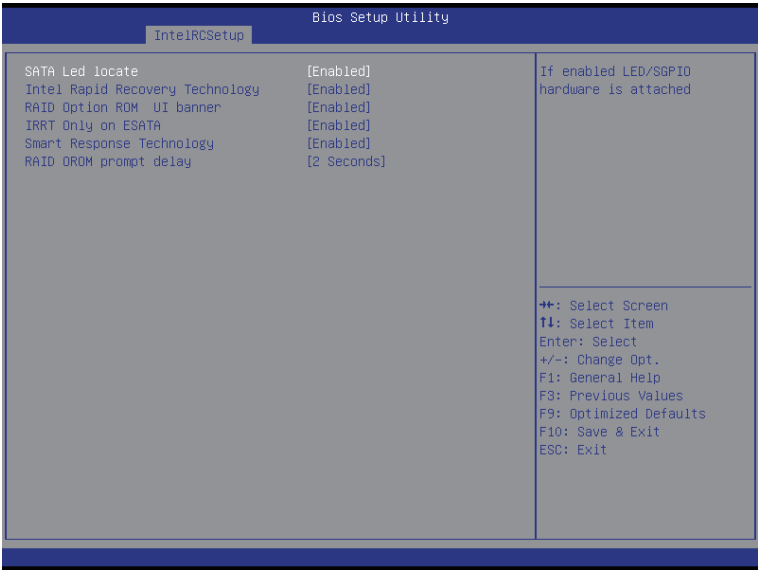 Bios Setup Utility
IntelRCSetup
SATA Led locate [Enabled]
Intel Rapid Recovery Technology [Enabled]
RAID Option ROM  UI banner [Enabled]
IRRT Only on ESATA [Enabled]
Smart Response Technology [Enabled]
RAID OROM prompt delay [2 Seconds]
If enabled LED/SGPIO
hardware is attached
→←: Select Screen
↑↓: Select Item
Enter: Select
+/-: Change Opt.
F1: General Help
F3: Previous Values
F9: Optimized Defaults
F10: Save & Exit
ESC: Exit